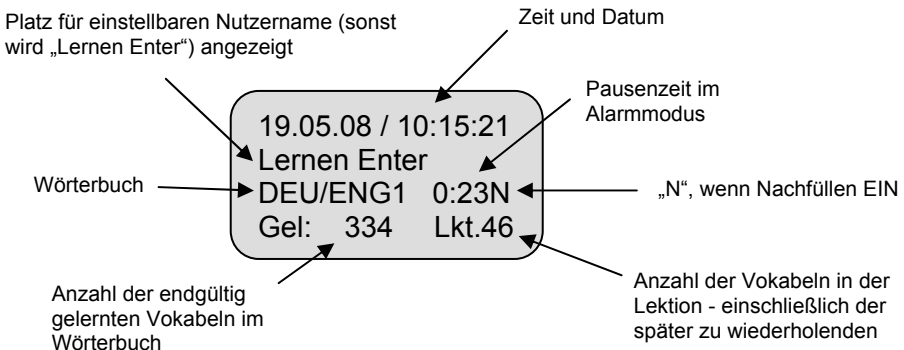 Platz für einstellbaren Nutzername (sonst
wird „Lernen Enter“) angezeigt
Zeit und Datum
Pausenzeit im
Alarmmodus
19.05.08 / 10:15:21
Lernen Enter
DEU/ENG1 0:23N
Gel: 334 Lkt.46
Wörterbuch
„N“, wenn Nachfüllen EIN
Anzahl der endgültig
gelernten Vokabeln im
Wörterbuch
Anzahl der Vokabeln in der
Lektion - einschließlich der
später zu wiederholenden